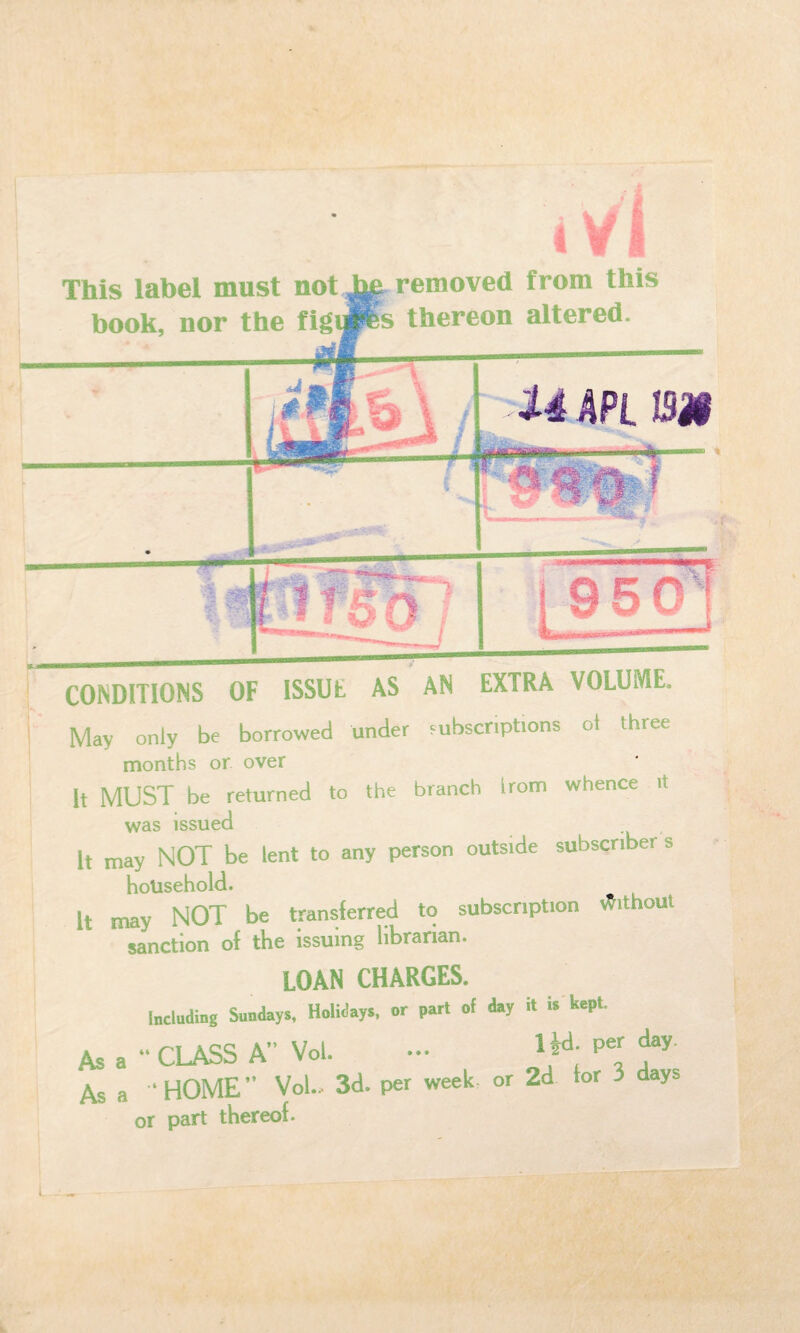 This label must not be removed from this
book, nor the figures thereon altered.
1125
14 APL
980
1150
950
CONDITIONS OF ISSUE AS AN EXTRA VOLUME.
May only be borrowed under subscriptions of three
months or over
It MUST be returned to the branch from whence it
was issued
It may NOT be lent to any person outside subscriber's
household.
It may NOT be transferred to subscription without
sanction of the issuing librarian.
LOAN CHARGES.
Including Sundays, Holidays, or part of day it is kept.
As a "CLASS A" Vol. ... 1½d. per day.
As a "HOME" Vol.. 3d. per week. or 2d for 3 days
or part thereof.